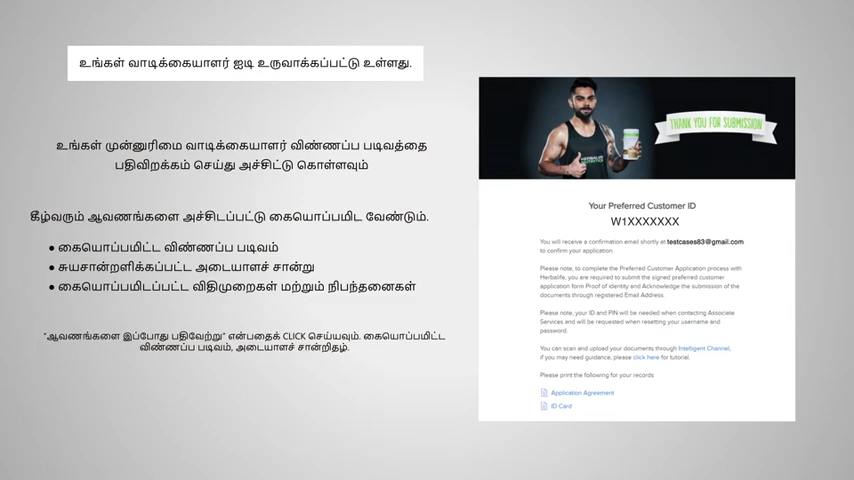 உங்கள் வாடிக்கையாளர் ஐடி உருவாக்கப்பட்டு உள்ளது.
உங்கள் முன்னுரிமை வாடிக்கையாளர் விண்ணப்ப படிவத்தை
பதிவிறக்கம் செய்து அச்சிட்டு கொள்ளவும்
கீழ்வரும் ஆவணங்களை அச்சிடப்பட்டு கையொப்பமிட வேண்டும்.
• கையொப்பமிட்ட விண்ணப்ப படிவம்
• சுயசான்றளிக்கப்பட்ட அடையாளச் சான்று
• கையொப்பமிடப்பட்ட விதிமுறைகள் மற்றும் நிபந்தனைகள்
"ஆவணங்களை இப்போது பதிவேற்று" என்பதைக் CLICK செய்யவும். கையொப்பமிட்ட
விண்ணப்ப படிவம், அடையாளச் சான்றிதழ்.
HERBALIFE
NUTRITION
THANK YOU FOR SUBMISSION
Your Preferred Customer ID
W1XXXXXXX
You will receive a confirmation email shortly at testcases83@gmail.com
to confirm your application.
Please note, to complete the Preferred Customer Application process with
Herbalife, you are required to submit the signed preferred customer
application form Proof of identity and Acknowledge the submission of the
documents through registered Email Address.
Please note, your ID and PIN will be needed when contacting Associate
Services and will be requested when resetting your username and
password.
You can scan and upload your documents through Intelligent Channel,
if you may need guidance, please click here for tutorial.
Please print the following for your records
Application Agreement
ID Card